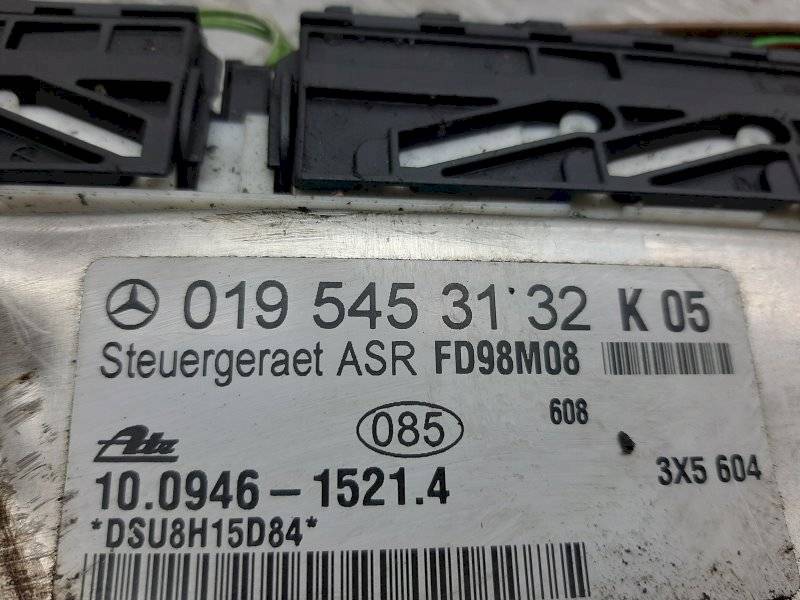 019 545 31 32 K 05
Steuergeraet ASR FD98M08
085 608
Ate
10.0946-1521.4 3X5 604
*DSU8H15D84*